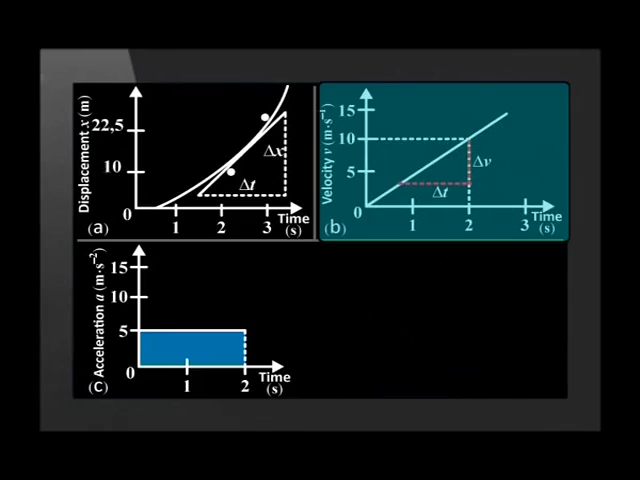 Displacement x (m)
22,5
10
0
1
2
3
Δx
Δt
Time
(s)
(a)
Velocity v (m·s⁻¹)
15
10
5
0
1
2
3
Δv
Δt
Time
(s)
(b)
Acceleration a (m·s⁻²)
15
10
5
0
1
2
Time
(s)
(c)